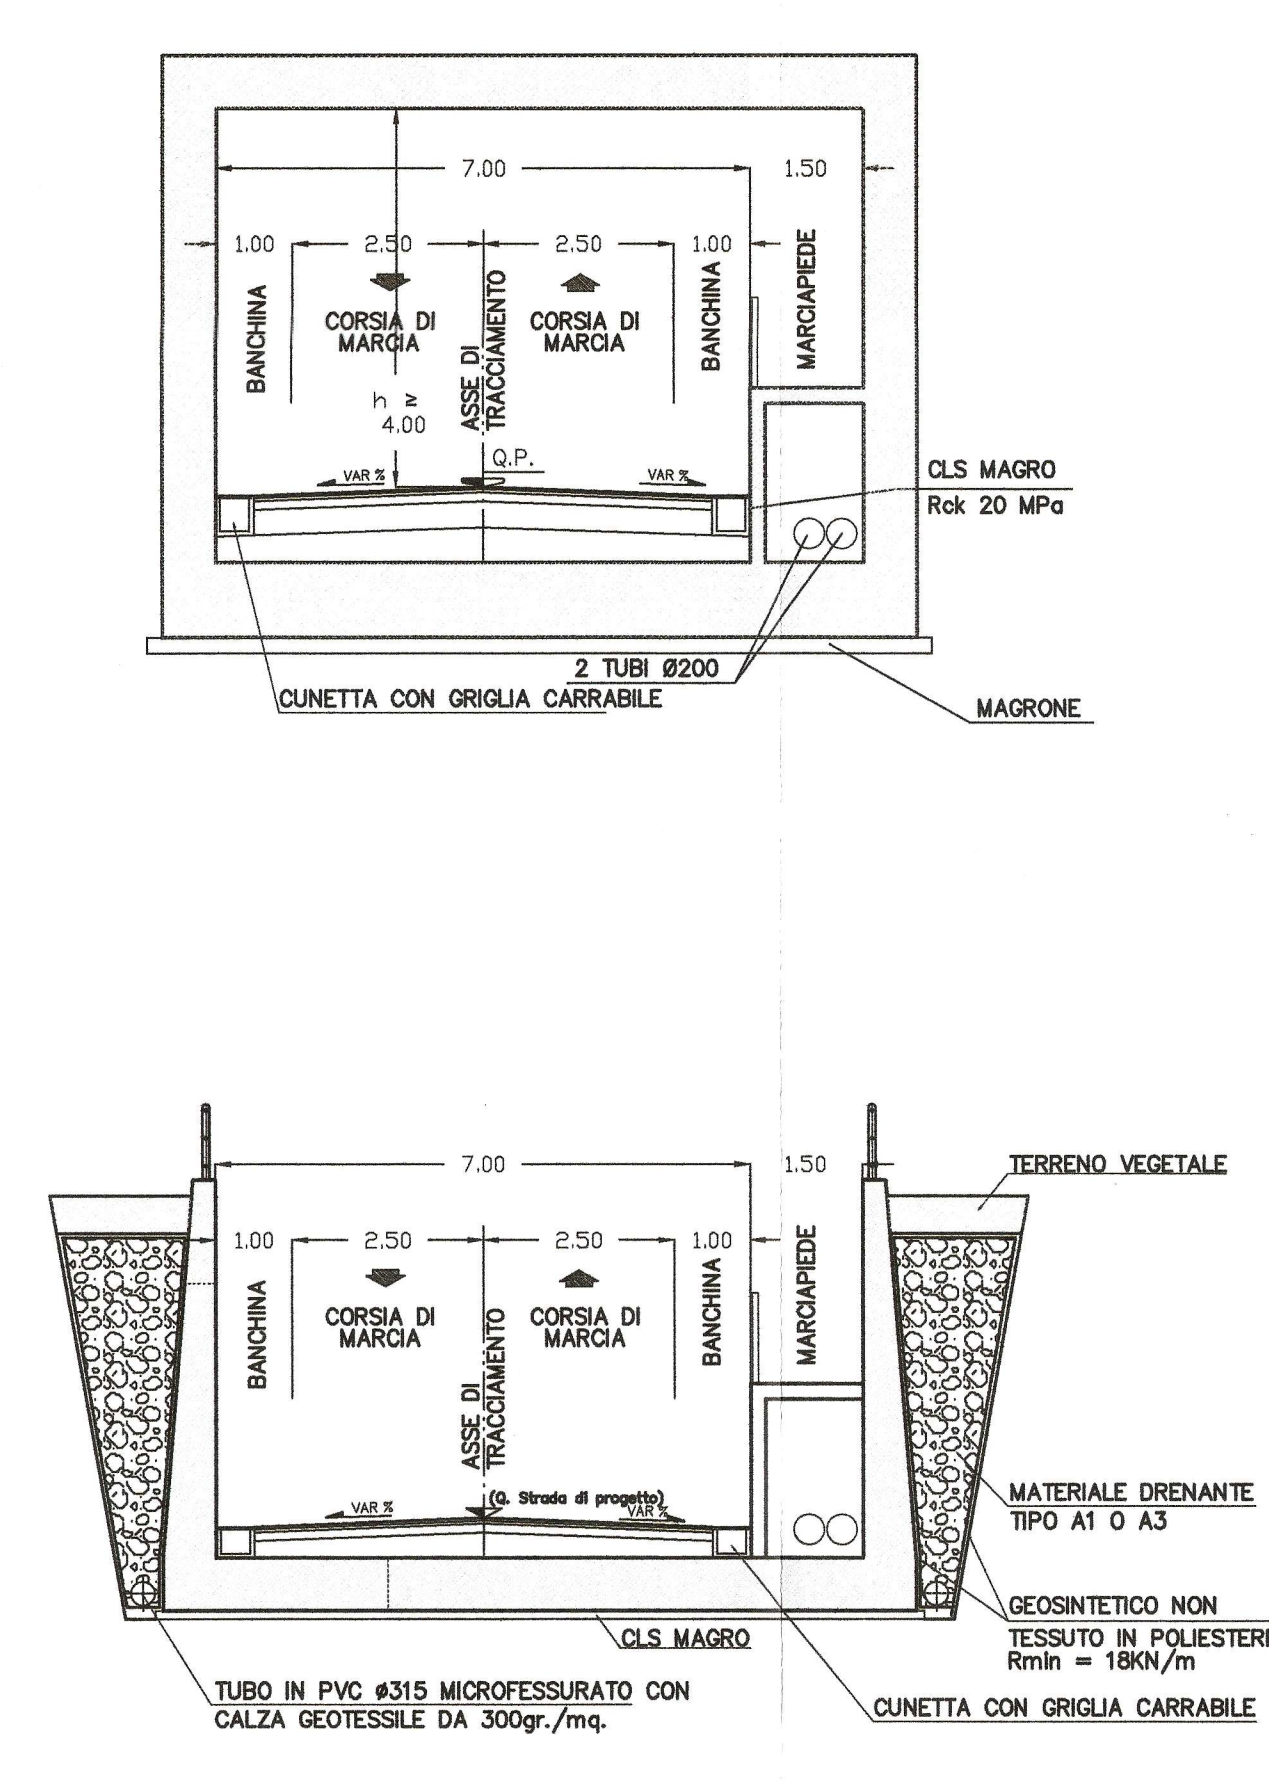 7.00
1.50
1.00
2.50
2.50
1.00
BANCHINA
CORSIA DI
MARCIA
ASSE DI
TRACCIAMENTO
CORSIA DI
MARCIA
BANCHINA
MARCIAPIEDE
h ≥
4.00
Q.P.
VAR %
VAR %
CLS MAGRO
Rck 20 MPa
2 TUBI Ø200
CUNETTA CON GRIGLIA CARRABILE
MAGRONE
7.00
1.50
TERRENO VEGETALE
1.00
2.50
2.50
1.00
BANCHINA
CORSIA DI
MARCIA
ASSE DI
TRACCIAMENTO
CORSIA DI
MARCIA
BANCHINA
MARCIAPIEDE
(Q. Strada di progetto)
VAR %
VAR %
MATERIALE DRENANTE
TIPO A1 O A3
GEOSINTETICO NON
TESSUTO IN POLIESTERI
Rmin = 18KN/m
CLS MAGRO
TUBO IN PVC ø315 MICROFESSURATO CON
CALZA GEOTESSILE DA 300gr./mq.
CUNETTA CON GRIGLIA CARRABILE